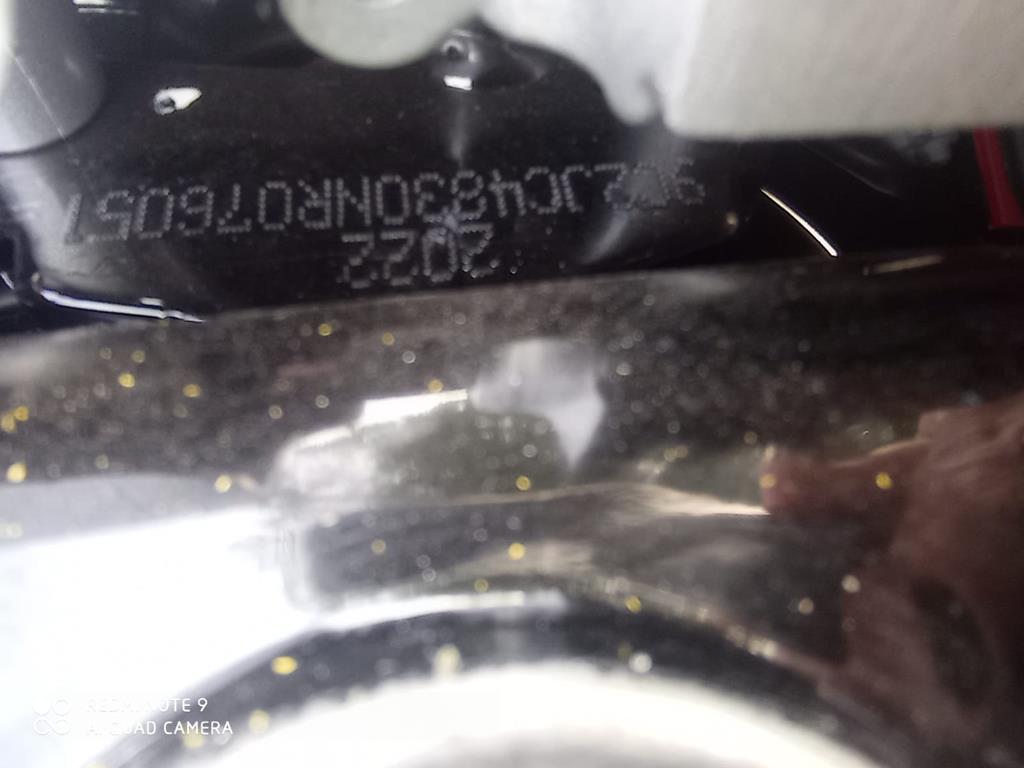 9C2JC4830NR076051
2022
REDMI NOTE 9
AI QUAD CAMERA